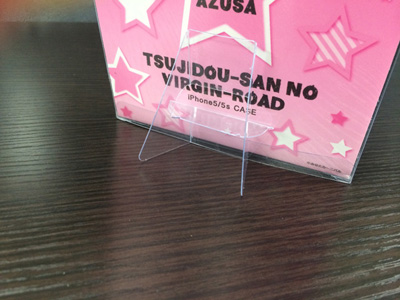 AZUSA
TSUJIDOU-SAN NO
VIRGIN-ROAD
iPhone5/5s CASE